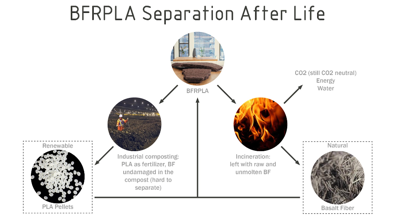 BFRPLA Separation After Life
BFRPLA
CO2 (still CO2 neutral)
Energy
Water
Industrial composting:
PLA as fertilizer, BF
undamaged in the
compost (hard to
separate)
Incineration:
left with raw and
unmolten BF
Renewable
PLA Pellets
Natural
Basalt Fiber